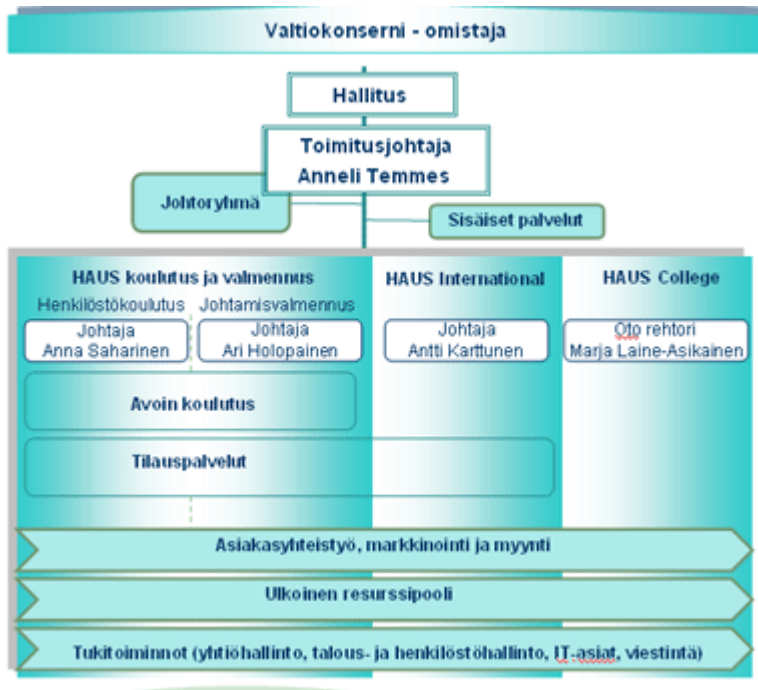 Valtiokonserni - omistaja
Hallitus
Toimitusjohtaja
Anneli Temmes
Johtoryhmä
Sisäiset palvelut
HAUS koulutus ja valmennus
HAUS International
HAUS College
Henkilöstökoulutus
Johtamisvalmennus
Johtaja
Anna Saharinen
Johtaja
Ari Holopainen
Johtaja
Antti Karttunen
Oto rehtori
Marja Laine-Asikainen
Avoin koulutus
Tilauspalvelut
Asiakasyhteistyö, markkinointi ja myynti
Ulkoinen resurssipooli
Tukitoiminnot (yhtiöhallinto, talous- ja henkilöstöhallinto, IT-asiat, viestintä)